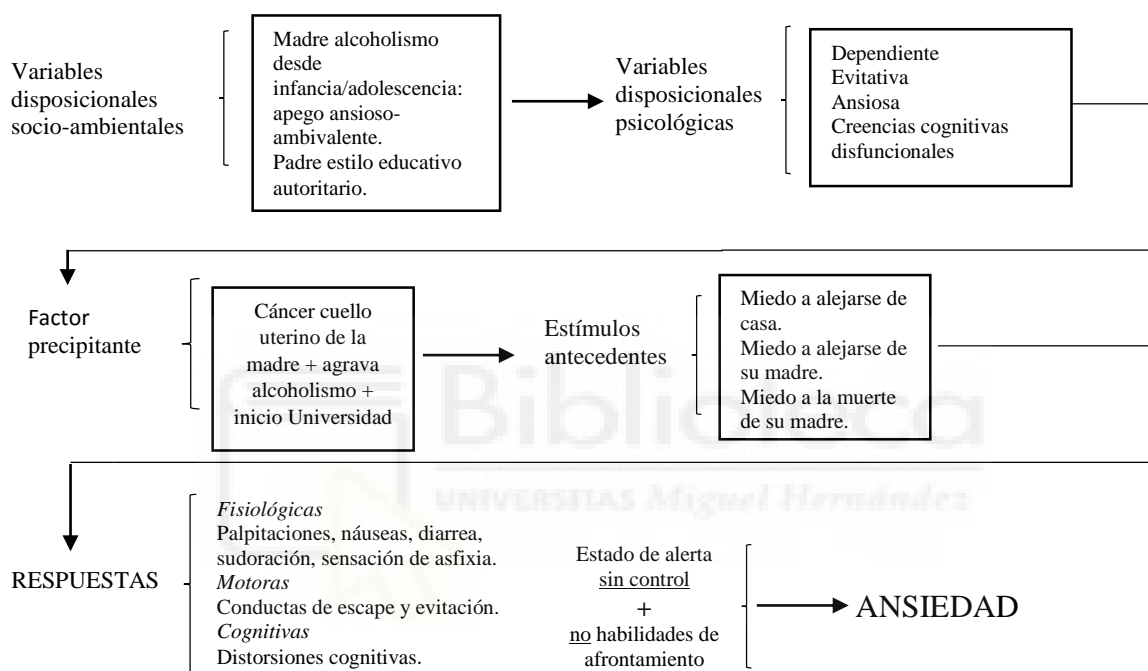 Variables
disposicionales
socio-ambientales
Madre alcoholismo
desde
infancia/adolescencia:
apego ansioso-
ambivalente.
Padre estilo educativo
autoritario.
Variables
disposicionales
psicológicas
Dependiente
Evitativa
Ansiosa
Creencias cognitivas
disfuncionales
Factor
precipitante
Cáncer cuello
uterino de la
madre + agrava
alcoholismo +
inicio Universidad
Estímulos
antecedentes
Miedo a alejarse de
casa.
Miedo a alejarse de
su madre.
Miedo a la muerte
de su madre.
Biblioteca
UNIVERSITAS Miguel Hernández
RESPUESTAS
Fisiológicas
Palpitaciones, náuseas, diarrea,
sudoración, sensación de asfixia.
Motoras
Conductas de escape y evitación.
Cognitivas
Distorsiones cognitivas.
Estado de alerta
sin control
+
no habilidades de
afrontamiento
ANSIEDAD